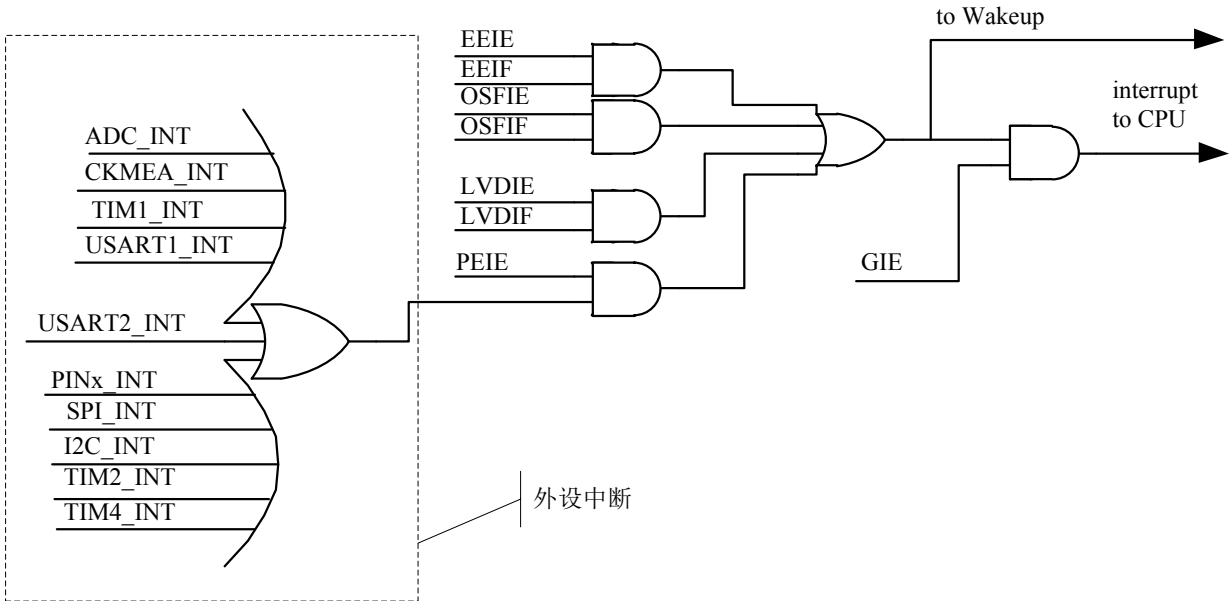 to Wakeup
EEIE
EEIF
OSFIE
OSFIF
interrupt
to CPU
ADC_INT
CKMEA_INT
TIM1_INT
USART1_INT
LVDIE
LVDIF
PEIE
GIE
USART2_INT
PINx_INT
SPI_INT
I2C_INT
TIM2_INT
TIM4_INT
外设中断